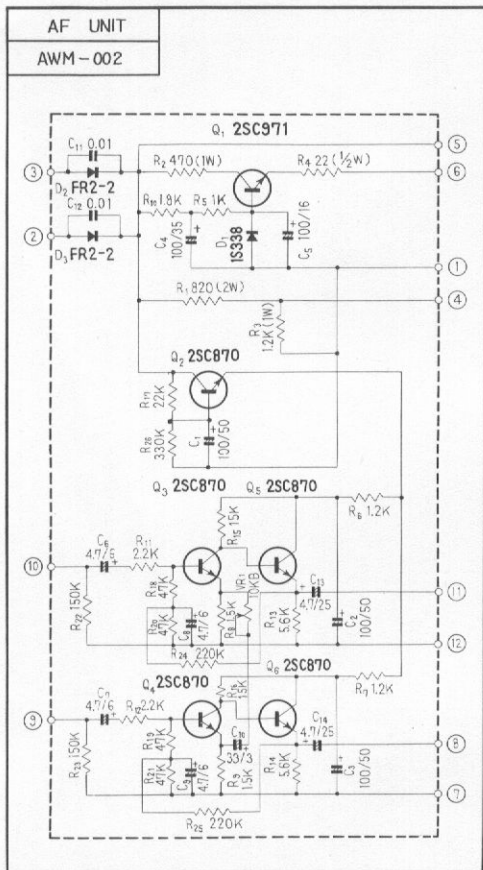 AF UNIT
AWM-002
Q1 2SC971
C11 0.01
R2 470 (1W)
R4 22 (1/2W)
D2 FR2-2
C12 0.01
R10 1.8K
R5 1K
C4 100/35
D1 1S338
C5 100/16
D3 FR2-2
R1 820 (2W)
R3 1.2K (1W)
Q2 2SC870
R17 22K
R26 330K
C1 100/50
Q3 2SC870
Q5 2SC870
R15 15K
R6 1.2K
C6 4.7/6
R11 2.2K
VR1 10KB
C13 4.7/25
R18 47K
R22 150K
R20 47K
C8 4.7/6
R8 1.5K
R13 5.6K
C2 100/50
R24 220K
Q4 2SC870
Q6 2SC870
R16 15K
R7 1.2K
C7 4.7/6
R12 2.2K
C14 4.7/25
R19 47K
C10 33/3
R23 150K
R21 47K
C9 4.7/6
R9 1.5K
R14 5.6K
C3 100/50
R25 220K
3
2
10
9
5
6
1
4
11
12
8
7